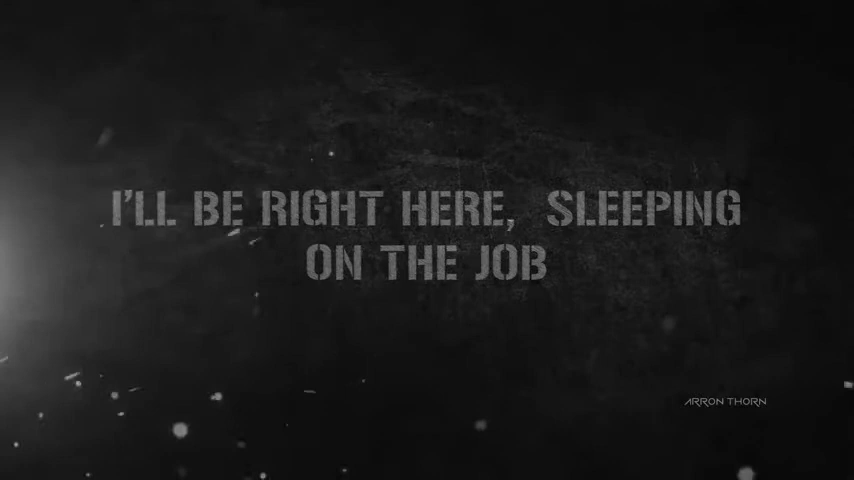 I'LL BE RIGHT HERE, SLEEPING
ON THE JOB
ARRON THORN